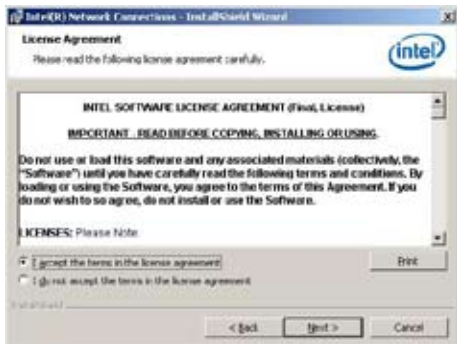 Intel(R) Network Connections - InstallShield Wizard
License Agreement
Please read the following license agreement carefully.
intel
INTEL SOFTWARE LICENSE AGREEMENT (Final, License)
IMPORTANT - READ BEFORE COPYING, INSTALLING OR USING.
Do not use or load this software and any associated materials (collectively, the
"Software") until you have carefully read the following terms and conditions. By
loading or using the Software, you agree to the terms of this Agreement. If you
do not wish to so agree, do not install or use the Software.
LICENSES: Please Note:
I accept the terms in the license agreement
Print
I do not accept the terms in the license agreement
InstallShield
< Back
Next >
Cancel